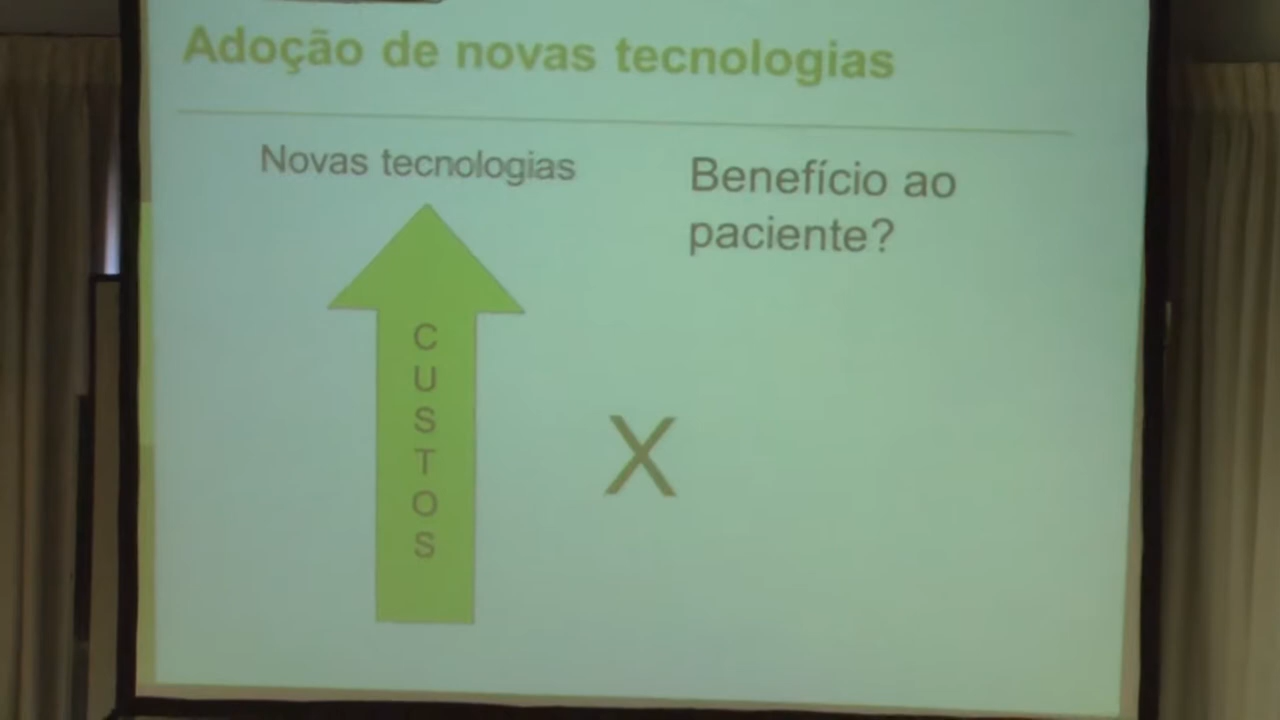 Adoção de novas tecnologias
Novas tecnologias
Benefício ao
paciente?
C
U
S
T
O
S
X